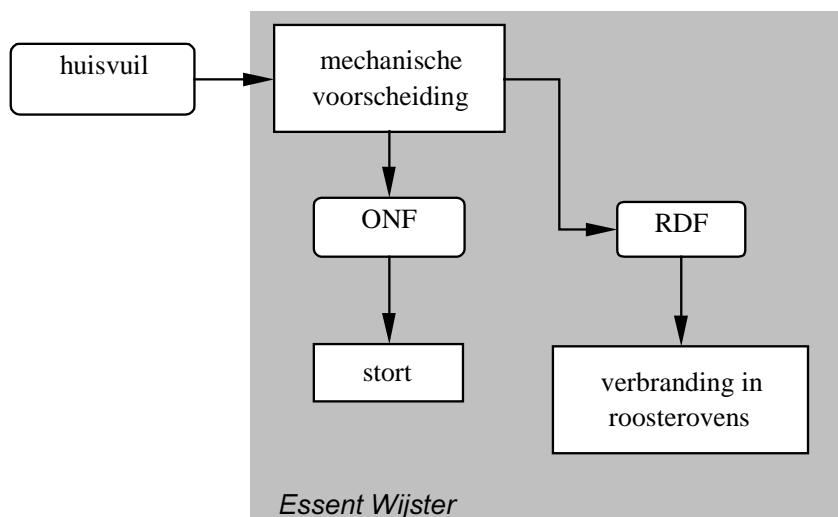 huisvuil
mechanische
voorscheiding
ONF
RDF
stort
verbranding in
roosterovens
Essent Wijster